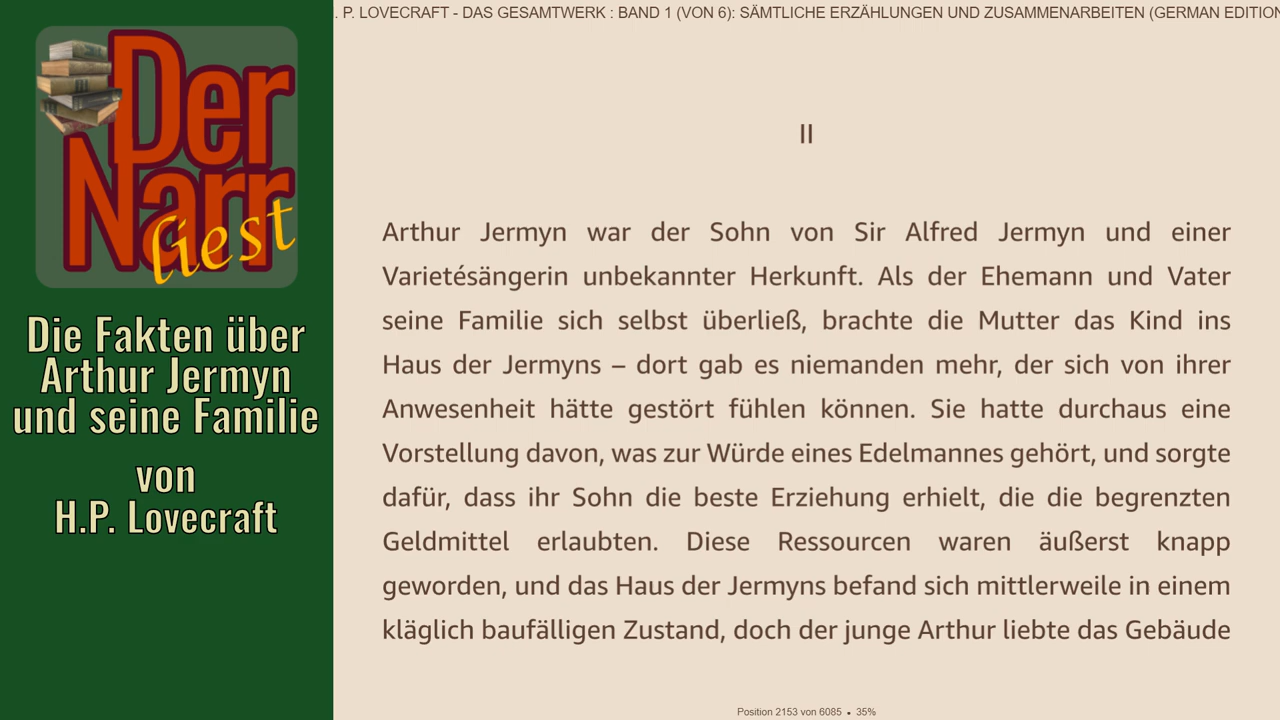 Der
Narr
liest
Die Fakten über
Arthur Jermyn
und seine Familie
von
H.P. Lovecraft
. P. LOVECRAFT - DAS GESAMTWERK : BAND 1 (VON 6): SÄMTLICHE ERZÄHLUNGEN UND ZUSAMMENARBEITEN (GERMAN EDITION
II
Arthur Jermyn war der Sohn von Sir Alfred Jermyn und einer
Varietésängerin unbekannter Herkunft. Als der Ehemann und Vater
seine Familie sich selbst überließ, brachte die Mutter das Kind ins
Haus der Jermyns – dort gab es niemanden mehr, der sich von ihrer
Anwesenheit hätte gestört fühlen können. Sie hatte durchaus eine
Vorstellung davon, was zur Würde eines Edelmannes gehört, und sorgte
dafür, dass ihr Sohn die beste Erziehung erhielt, die die begrenzten
Geldmittel erlaubten. Diese Ressourcen waren äußerst knapp
geworden, und das Haus der Jermyns befand sich mittlerweile in einem
kläglich baufälligen Zustand, doch der junge Arthur liebte das Gebäude
Position 2153 von 6085 • 35%